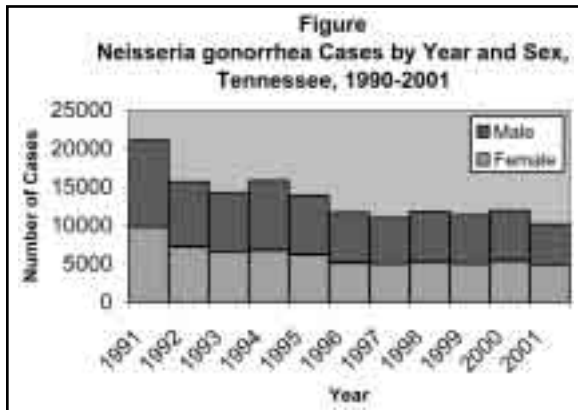 Figure
Neisseria gonorrhea Cases by Year and Sex,
Tennessee, 1990-2001
25000
20000
15000
10000
5000
0
Number of Cases
Male
Female
1991
1992
1993
1994
1995
1996
1997
1998
1999
2000
2001
Year